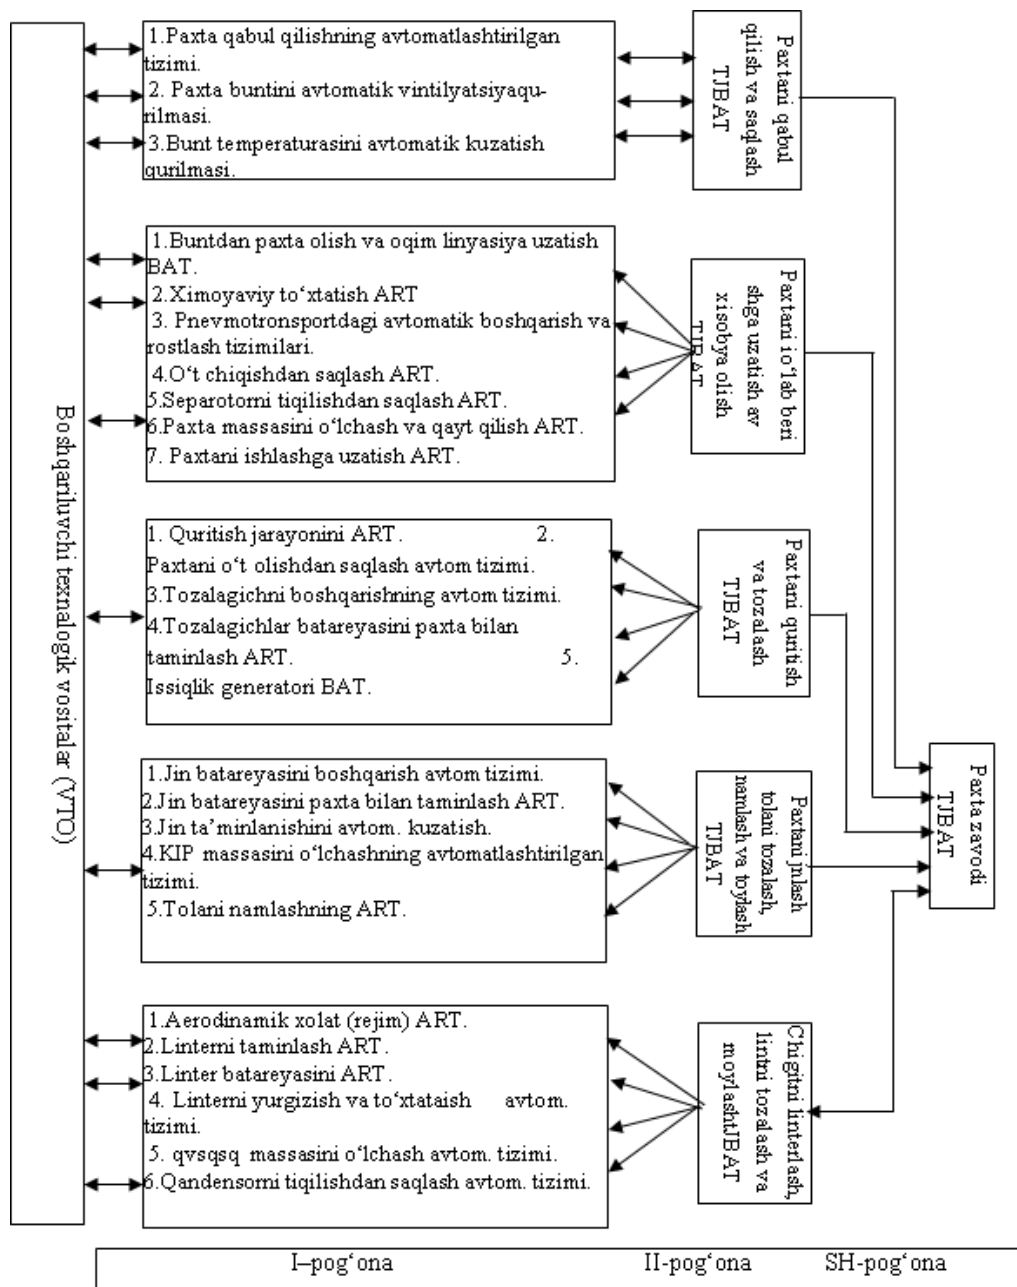 Boshqariluvchi texnalogik vositalar (VTO)
1.Paxta qabul qilishning avtomatlashtirilgan
tizimi.
2. Paxta buntini avtomatik vintilyatsiyaqu-
rilmasi.
3.Bunt temperaturasini avtomatik kuzatish
qurilmasi.
Paxtani qabul
qilish va saqlash
TJBAT
1.Buntdan paxta olish va oqim linyasiya uzatish
BAT.
2.Ximoyaviy to‘xtatish ART
3. Pnevmotronsportdagi avtomatik boshqarish va
rostlash tizimilari.
4.O‘t chiqishdan saqlash ART.
5.Separotorni tiqilishdan saqlash ART.
6.Paxta massasini o‘lchash va qayt qilish ART.
7. Paxtani ishlashga uzatish ART.
Paxtani io‘lab beri
shga uzatish av
xisobya olish
TJBAT
1. Quritish jarayonini ART. 2.
Paxtani o‘t olishdan saqlash avtom tizimi.
3.Tozalagichni boshqarishning avtom tizimi.
4.Tozalagichlar batareyasini paxta bilan
taminlash ART. 5.
Issiqlik generatori BAT.
Paxtani quritish
va tozalash
TJBAT
1.Jin batareyasini boshqarish avtom tizimi.
2.Jin batareyasini paxta bilan taminlash ART.
3.Jin ta’minlanishini avtom. kuzatish.
4.KIP massasini o‘lchashning avtomatlashtirilgan
tizimi.
5.Tolani namlashning ART.
Paxtani jnlash
tolani tozalash,
namlash va toylash
TJBAT
Paxta zavodi
TJBAT
1.Aerodinamik xolat (rejim) ART.
2.Linterni taminlash ART.
3.Linter batareyasini ART.
4. Linterni yurgizish va to‘xtataish avtom.
tizimi.
5. qvsqsq massasini o‘lchash avtom. tizimi.
6.Qandensorni tiqilishdan saqlash avtom. tizimi.
Chigitni linterlash,
lintni tozalash va
moylashtJBAT
I–pog‘ona II-pog‘ona SH-pog‘ona